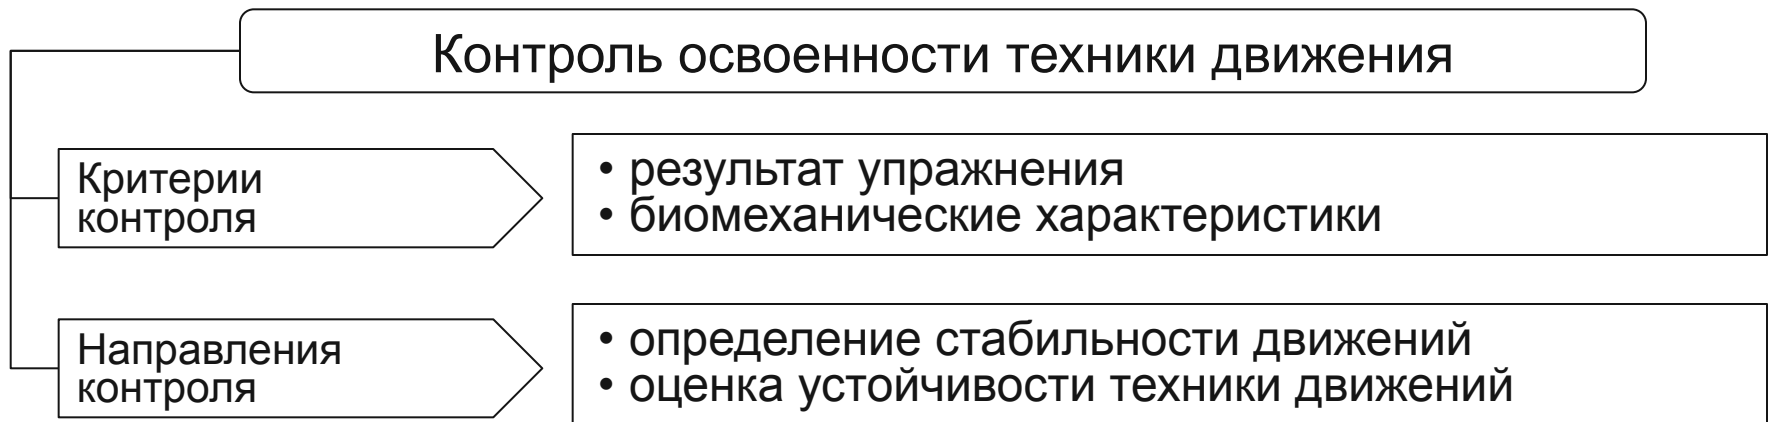 Контроль освоенности техники движения
Критерии
контроля
• результат упражнения
• биомеханические характеристики
Направления
контроля
• определение стабильности движений
• оценка устойчивости техники движений